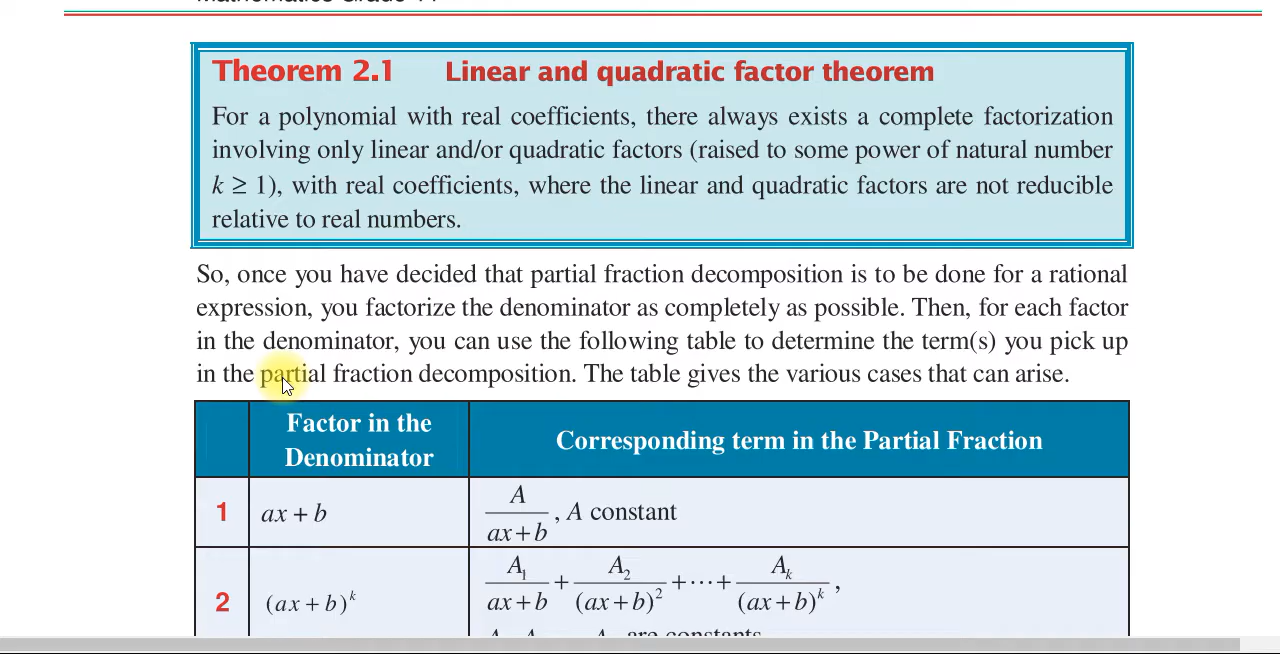 Mathematics Grade 11
Theorem 2.1 Linear and quadratic factor theorem
For a polynomial with real coefficients, there always exists a complete factorization
involving only linear and/or quadratic factors (raised to some power of natural number
k ≥ 1), with real coefficients, where the linear and quadratic factors are not reducible
relative to real numbers.
So, once you have decided that partial fraction decomposition is to be done for a rational
expression, you factorize the denominator as completely as possible. Then, for each factor
in the denominator, you can use the following table to determine the term(s) you pick up
in the partial fraction decomposition. The table gives the various cases that can arise.
Factor in the
Denominator
Corresponding term in the Partial Fraction
1 ax + b A/(ax+b), A constant
2 (ax+b)^k A₁/(ax+b) + A₂/(ax+b)² + ⋯ + Aₖ/(ax+b)^k,
are constants